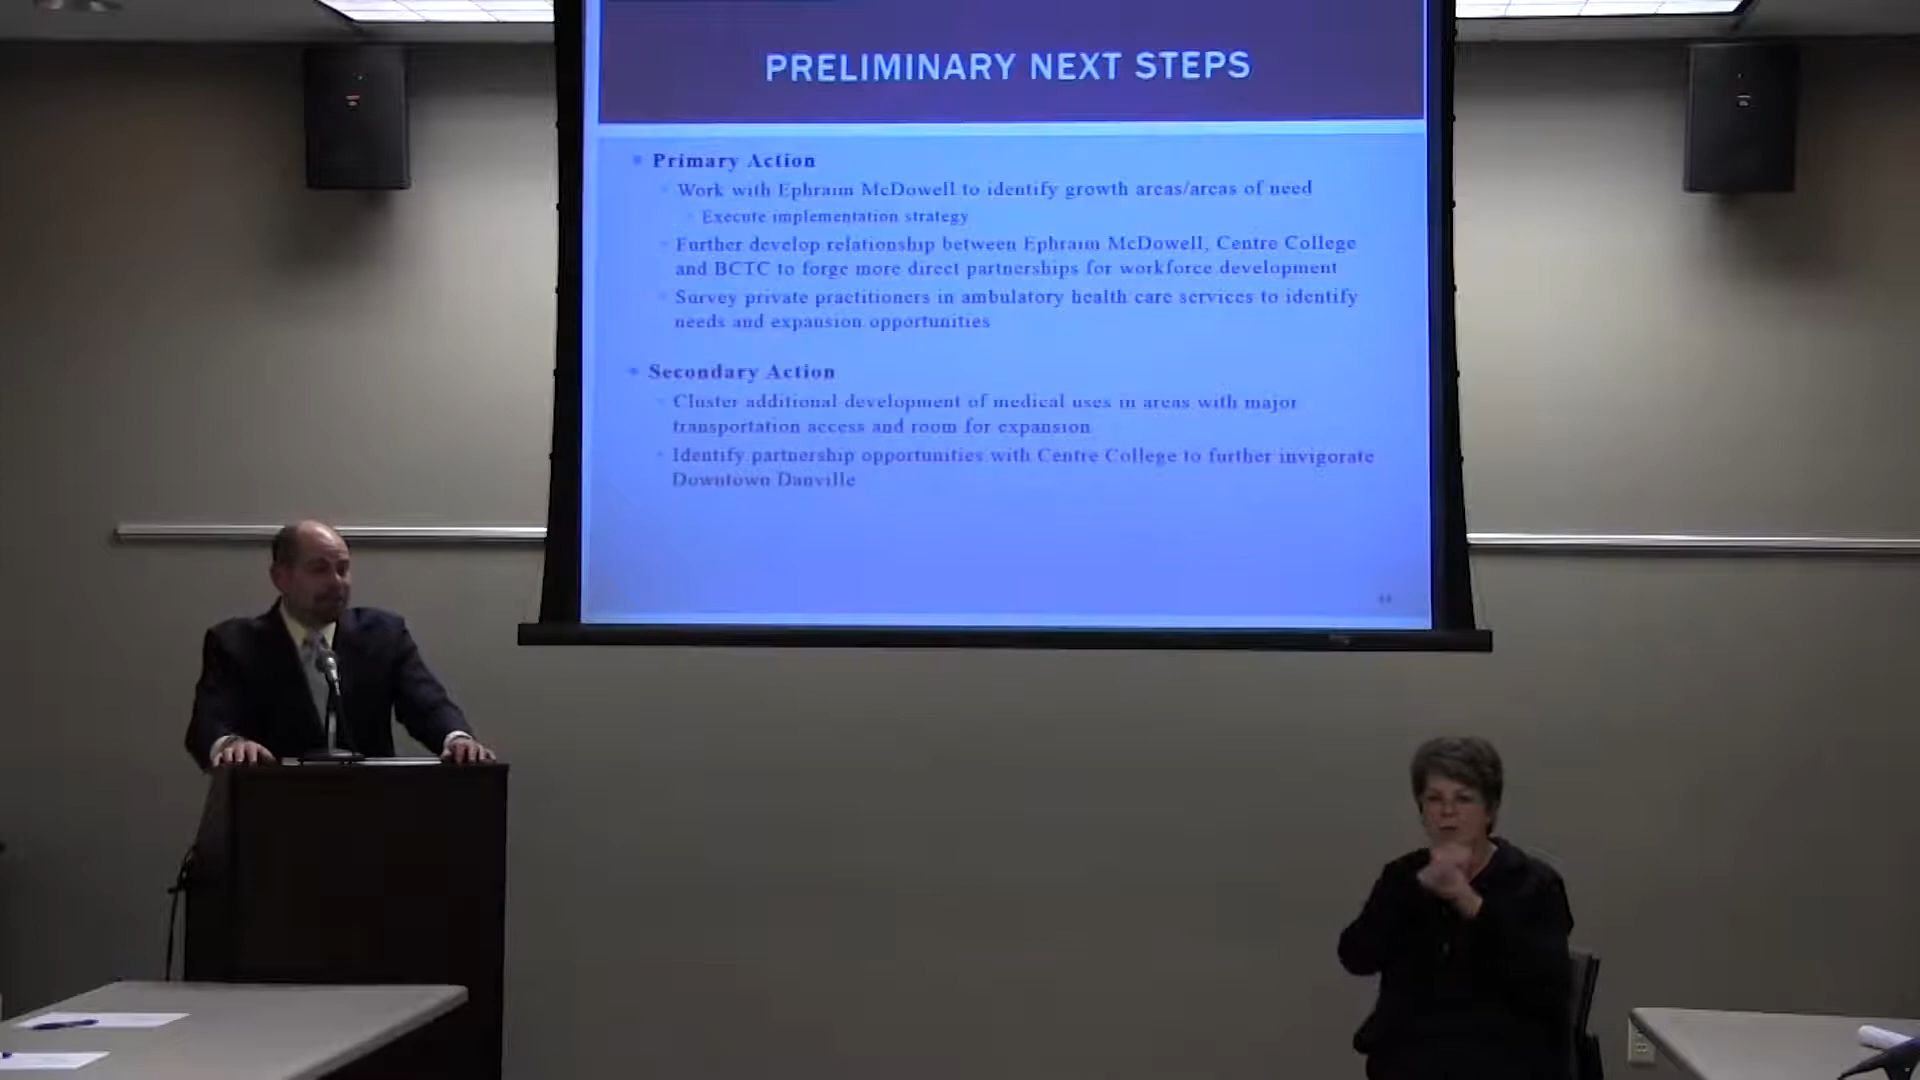 PRELIMINARY NEXT STEPS
Primary Action
Work with Ephraim McDowell to identify growth areas/areas of need
Execute implementation strategy
Further develop relationship between Ephraim McDowell, Centre College
and BCTC to forge more direct partnerships for workforce development
Survey private practitioners in ambulatory health care services to identify
needs and expansion opportunities
Secondary Action
Cluster additional development of medical uses in areas with major
transportation access and room for expansion
Identify partnership opportunities with Centre College to further invigorate
Downtown Danville